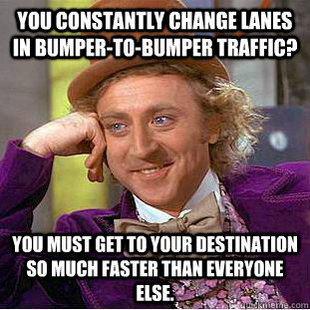 YOU CONSTANTLY CHANGE LANES
IN BUMPER-TO-BUMPER TRAFFIC?
YOU MUST GET TO YOUR DESTINATION
SO MUCH FASTER THAN EVERYONE
ELSE.
quickmeme.com